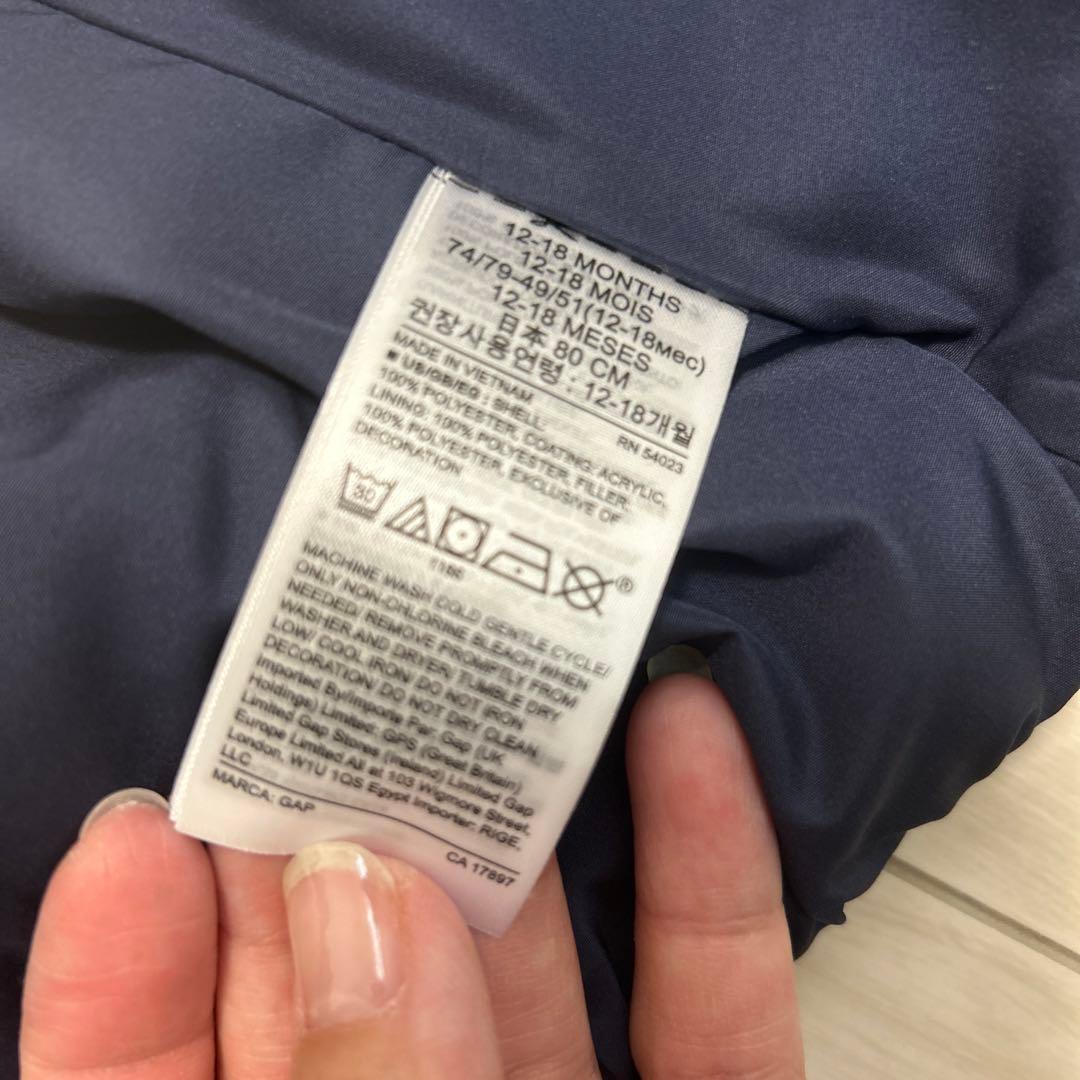 12-18 MONTHS
12-18 MOIS
74/79-49/51(12-18мес)
12-18 MESES
日本 80 CM
권장사용연령 : 12-18개월
MADE IN VIETNAM
RN 54023
■ US/GB/EG : SHELL:
100% POLYESTER, COATING: ACRYLIC,
LINING: 100% POLYESTER, FILLER:
100% POLYESTER, EXCLUSIVE OF
DECORATION
30
®
MACHINE WASH COLD GENTLE CYCLE/
ONLY NON-CHLORINE BLEACH WHEN
NEEDED/ REMOVE PROMPTLY FROM
WASHER AND DRYER, TUMBLE DRY
LOW/ COOL IRON/ DO NOT IRON
DECORATION/ DO NOT DRY CLEAN
Imported By/Importe Par: Gap (UK
Holdings) Limited: GPS (Great Britain)
Limited Gap Stores (Ireland) Limited Gap
Europe Limited All at 103 Wigmore Street,
London, W1U 1QS Egypt Importer: RIGE,
LLC
MARCA: GAP
CA 17897